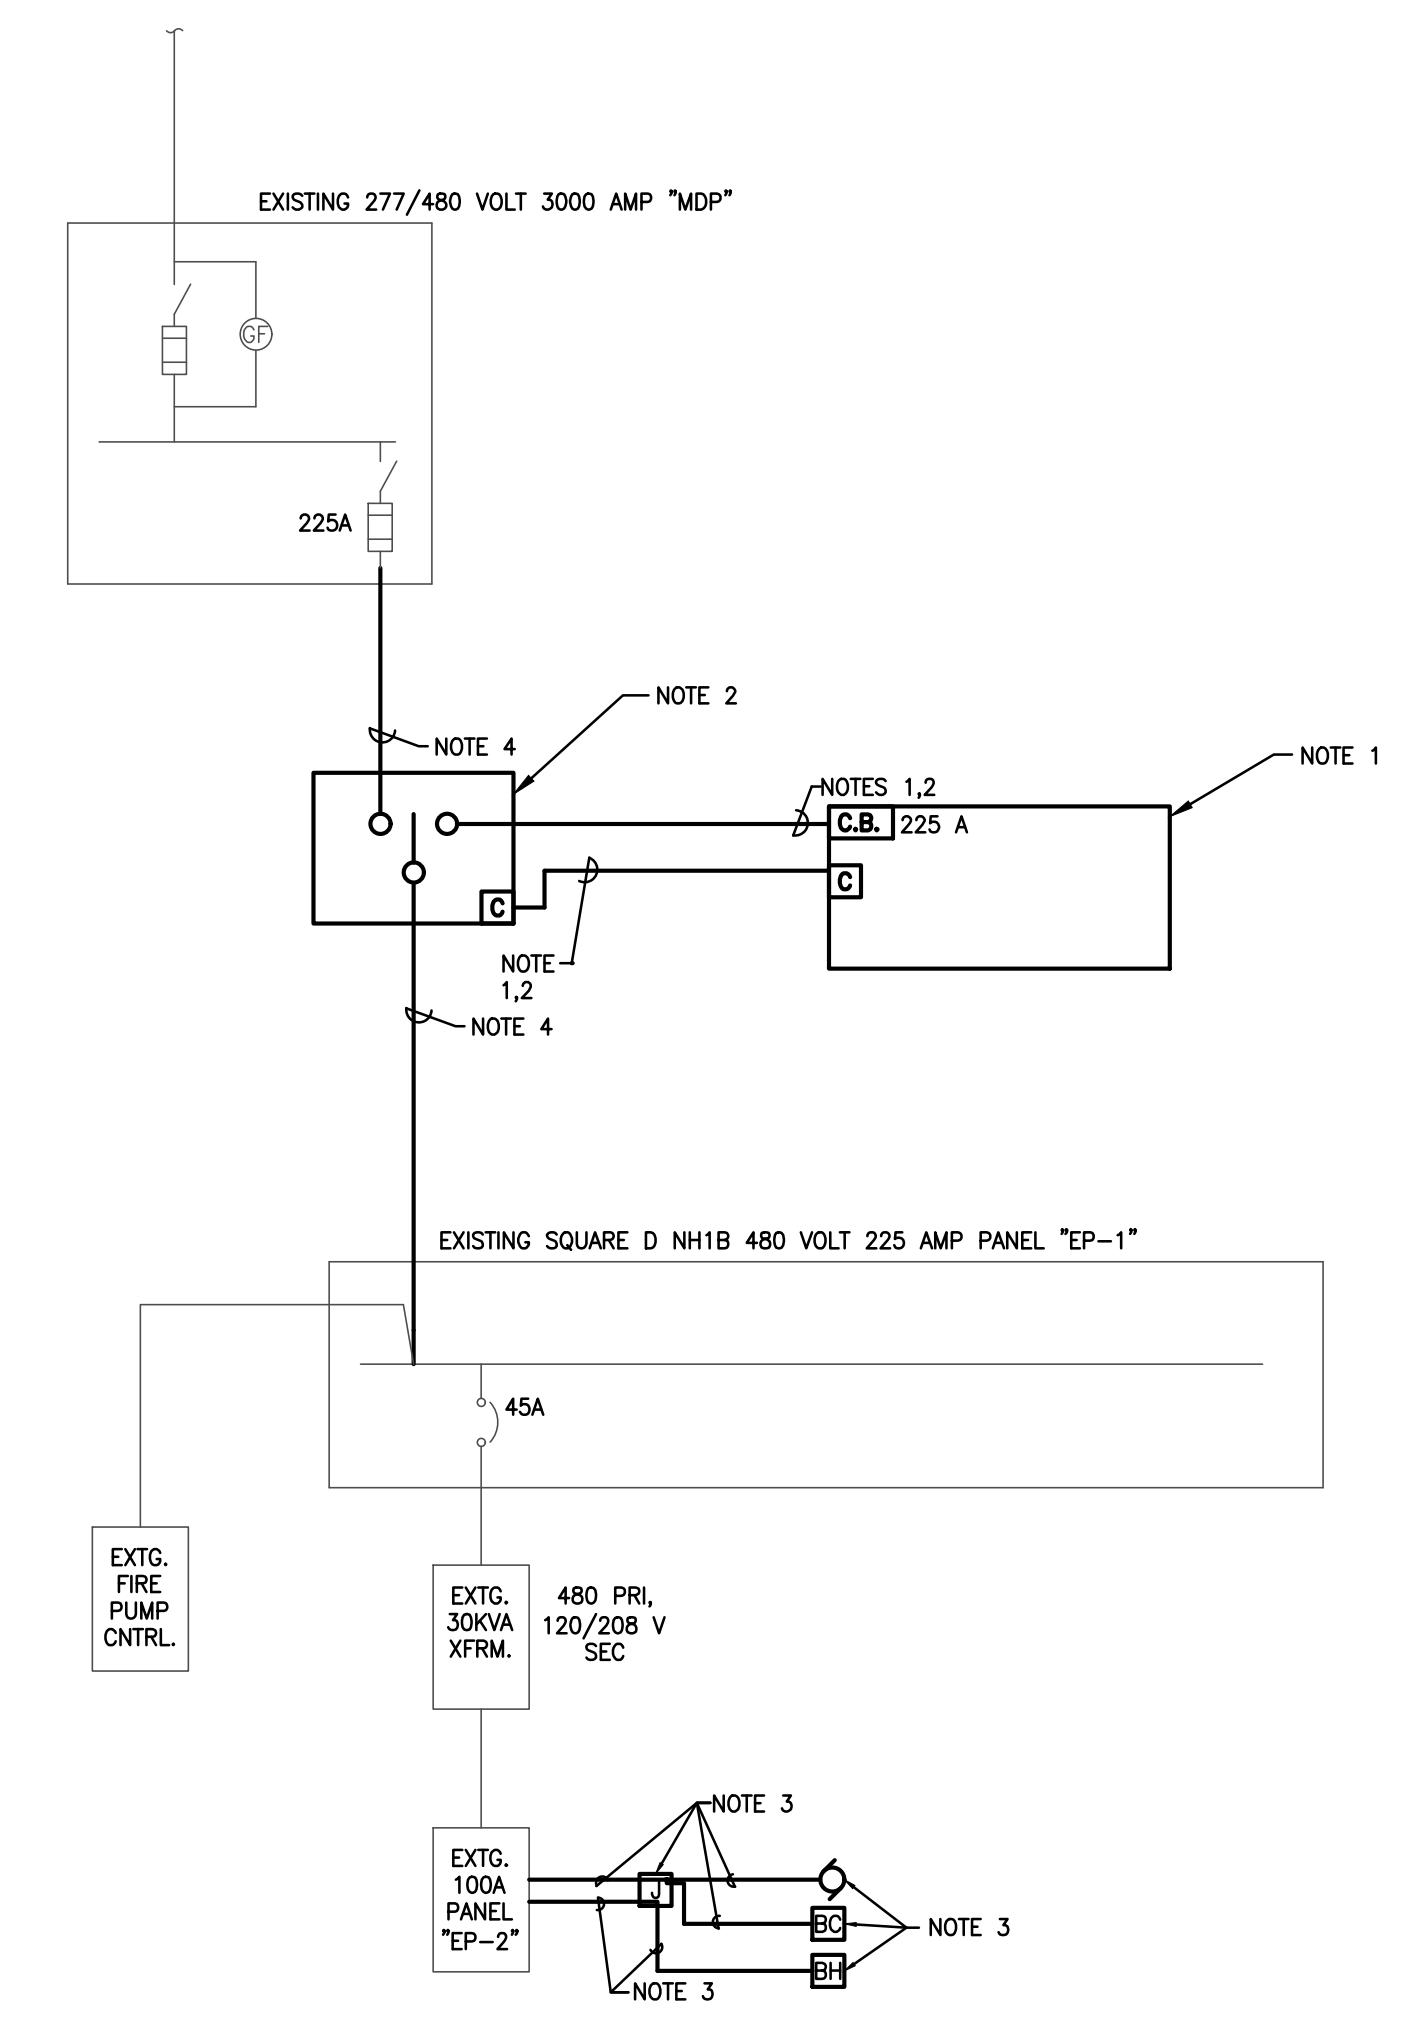 EXISTING 277/480 VOLT 3000 AMP "MDP"
GF
225A
NOTE 2
NOTE 4
NOTE 1
NOTES 1,2
C.B.
225 A
C
C
NOTE
1,2
NOTE 4
EXISTING SQUARE D NH1B 480 VOLT 225 AMP PANEL "EP-1"
45A
EXTG.
FIRE
PUMP
CNTRL.
EXTG.
30KVA
XFRM.
480 PRI,
120/208 V
SEC
NOTE 3
EXTG.
100A
PANEL
"EP-2"
J
BC
BH
NOTE 3
NOTE 3